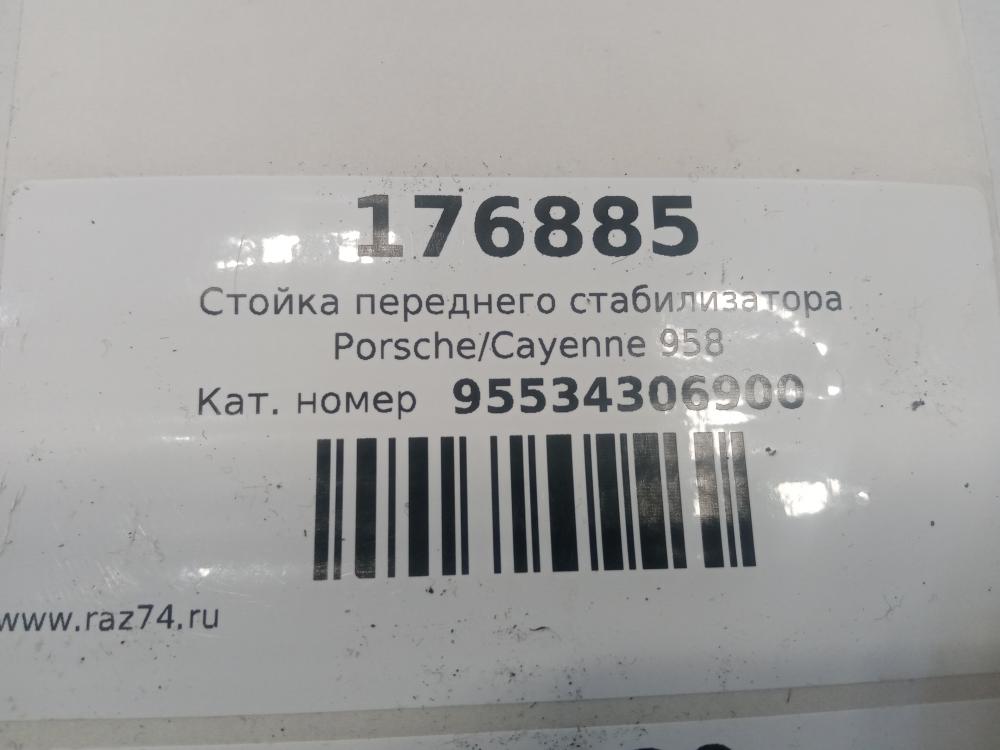 176885
Стойка переднего стабилизатора
Porsche/Cayenne 958
Кат. номер 95534306900
www.raz74.ru